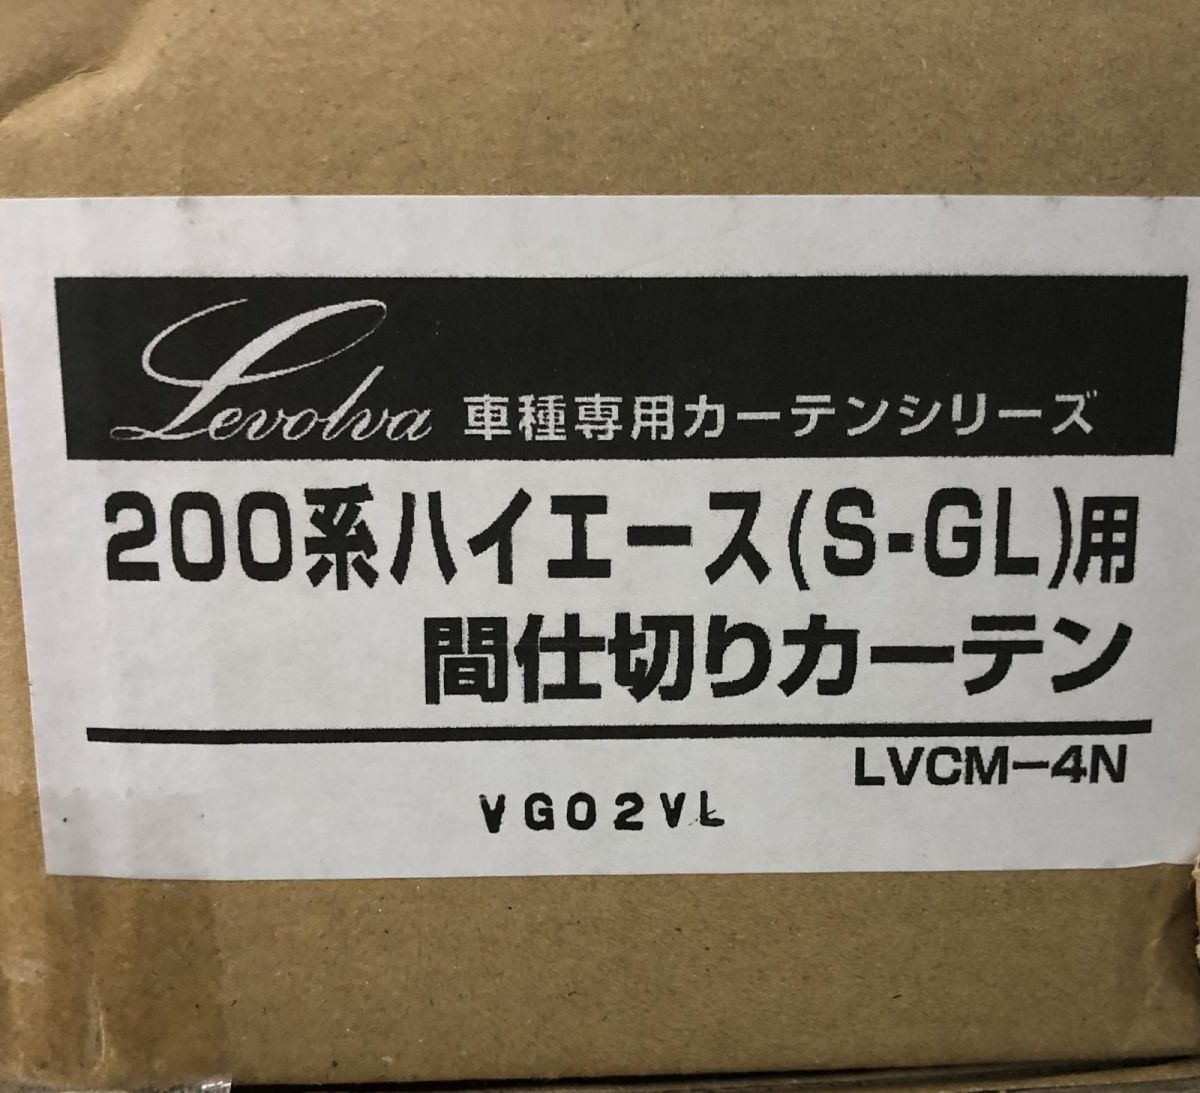 Levolva 車種専用カーテンシリーズ
200系ハイエース(S-GL)用
間仕切りカーテン
LVCM-4N
VG02VL